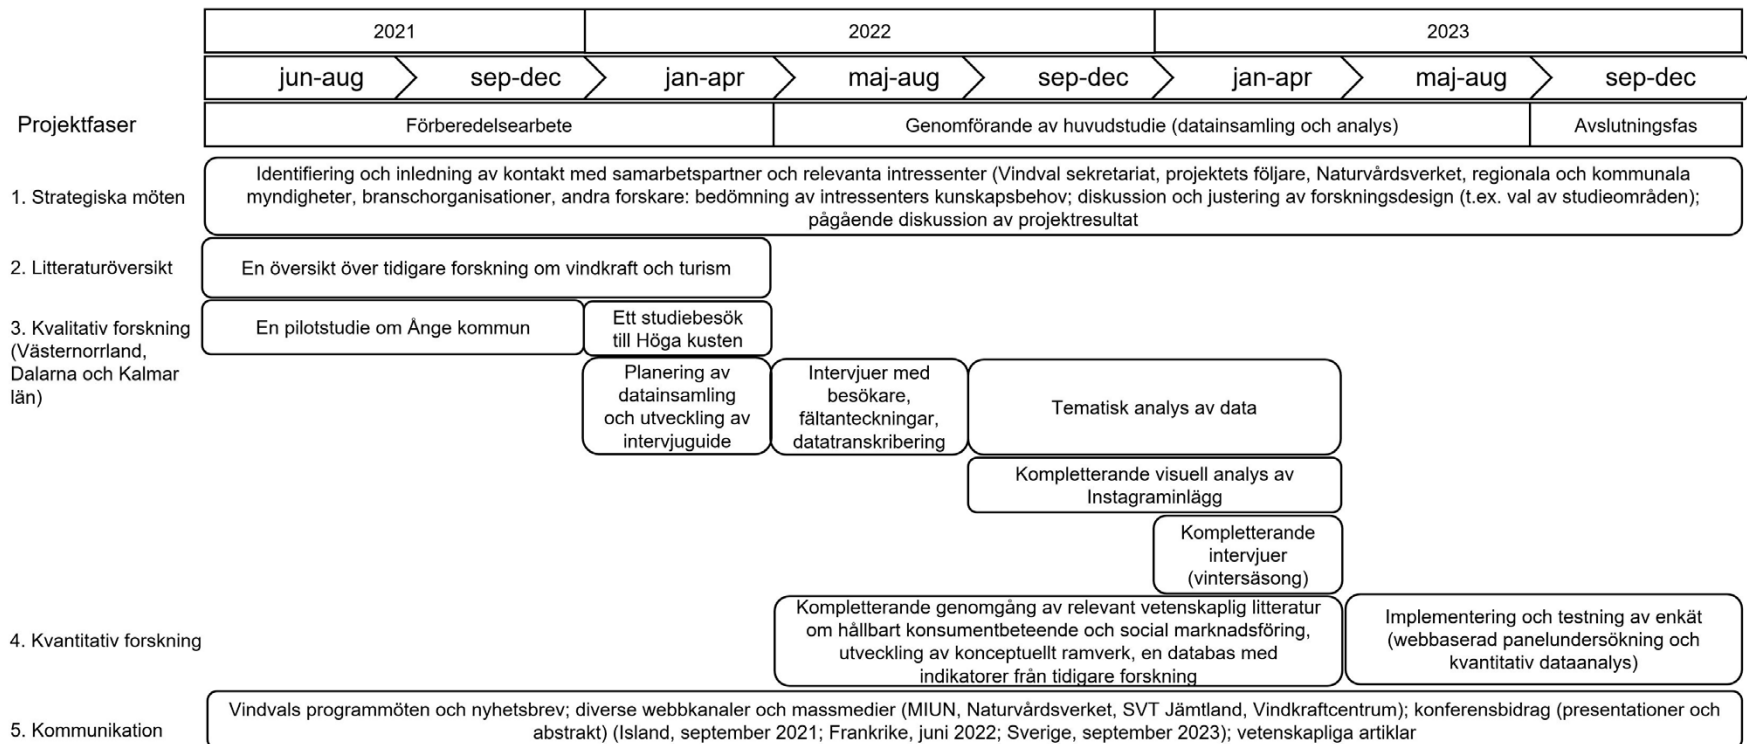 2021
2022
2023
jun-aug
sep-dec
jan-apr
maj-aug
sep-dec
jan-apr
maj-aug
sep-dec
Projektfaser
Förberedelsearbete
Genomförande av huvudstudie (datainsamling och analys)
Avslutningsfas
1. Strategiska möten
Identifiering och inledning av kontakt med samarbetspartner och relevanta intressenter (Vindval sekretariat, projektets följare, Naturvårdsverket, regionala och kommunala
myndigheter, branschorganisationer, andra forskare: bedömning av intressenters kunskapsbehov; diskussion och justering av forskningsdesign (t.ex. val av studieområden);
pågående diskussion av projektresultat
2. Litteraturöversikt
En översikt över tidigare forskning om vindkraft och turism
3. Kvalitativ forskning
(Västernorrland,
Dalarna och Kalmar
län)
En pilotstudie om Ånge kommun
Ett studiebesök
till Höga kusten
Planering av
datainsamling
och utveckling av
intervjuguide
Intervjuer med
besökare,
fältanteckningar,
datatranskribering
Tematisk analys av data
Kompletterande visuell analys av
Instagraminlägg
Kompletterande
intervjuer
(vintersäsong)
4. Kvantitativ forskning
Kompletterande genomgång av relevant vetenskaplig litteratur
om hållbart konsumentbeteende och social marknadsföring,
utveckling av konceptuellt ramverk, en databas med
indikatorer från tidigare forskning
Implementering och testning av enkät
(webbaserad panelundersökning och
kvantitativ dataanalys)
5. Kommunikation
Vindvals programmöten och nyhetsbrev; diverse webbkanaler och massmedier (MIUN, Naturvårdsverket, SVT Jämtland, Vindkraftcentrum); konferensbidrag (presentationer och
abstrakt) (Island, september 2021; Frankrike, juni 2022; Sverige, september 2023); vetenskapliga artiklar